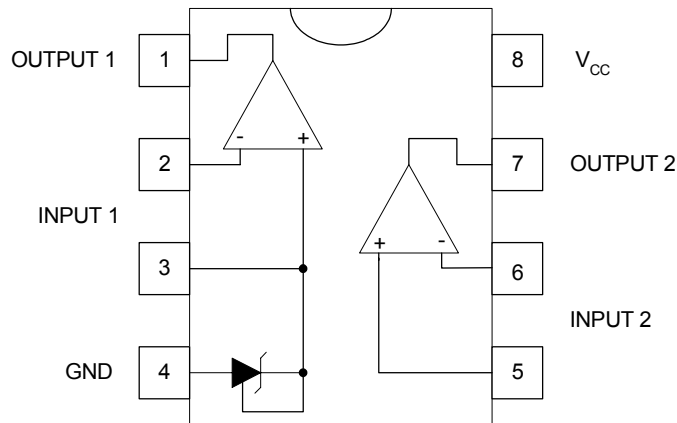 OUTPUT 1 1 8 V_CC
- +
2 7 OUTPUT 2
INPUT 1
3 + - 6
INPUT 2
GND 4 5